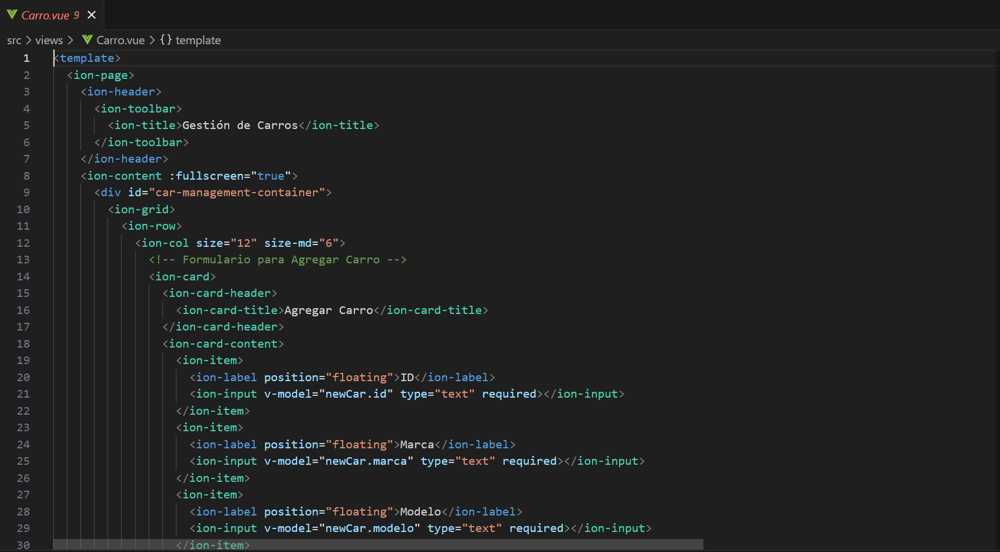 Carro.vue 9
src > views > Carro.vue > {} template
1 <template>
2 <ion-page>
3 <ion-header>
4 <ion-toolbar>
5 <ion-title>Gestión de Carros</ion-title>
6 </ion-toolbar>
7 </ion-header>
8 <ion-content :fullscreen="true">
9 <div id="car-management-container">
10 <ion-grid>
11 <ion-row>
12 <ion-col size="12" size-md="6">
13 <!-- Formulario para Agregar Carro -->
14 <ion-card>
15 <ion-card-header>
16 <ion-card-title>Agregar Carro</ion-card-title>
17 </ion-card-header>
18 <ion-card-content>
19 <ion-item>
20 <ion-label position="floating">ID</ion-label>
21 <ion-input v-model="newCar.id" type="text" required></ion-input>
22 </ion-item>
23 <ion-item>
24 <ion-label position="floating">Marca</ion-label>
25 <ion-input v-model="newCar.marca" type="text" required></ion-input>
26 </ion-item>
27 <ion-item>
28 <ion-label position="floating">Modelo</ion-label>
29 <ion-input v-model="newCar.modelo" type="text" required></ion-input>
30 </ion-item>